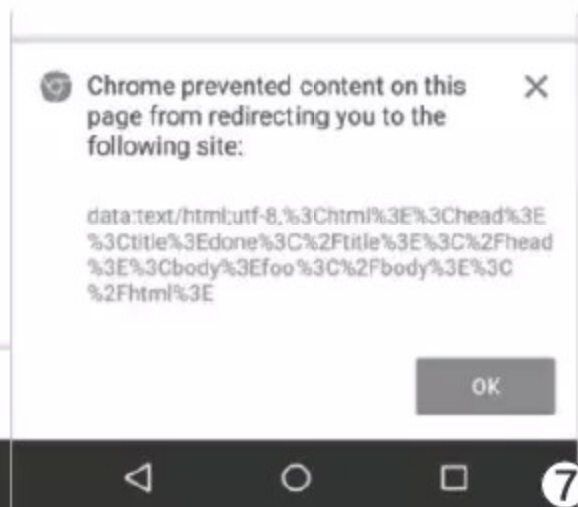 Chrome prevented content on this
page from redirecting you to the
following site:
data:text/html;utf-8,%3Chtml%3E%3Chead%3E
%3Ctitle%3Edone%3C%2Ftitle%3E%3C%2Fhead
%3E%3Cbody%3Efoo%3C%2Fbody%3E%3C
%2Fhtml%3E
OK
7